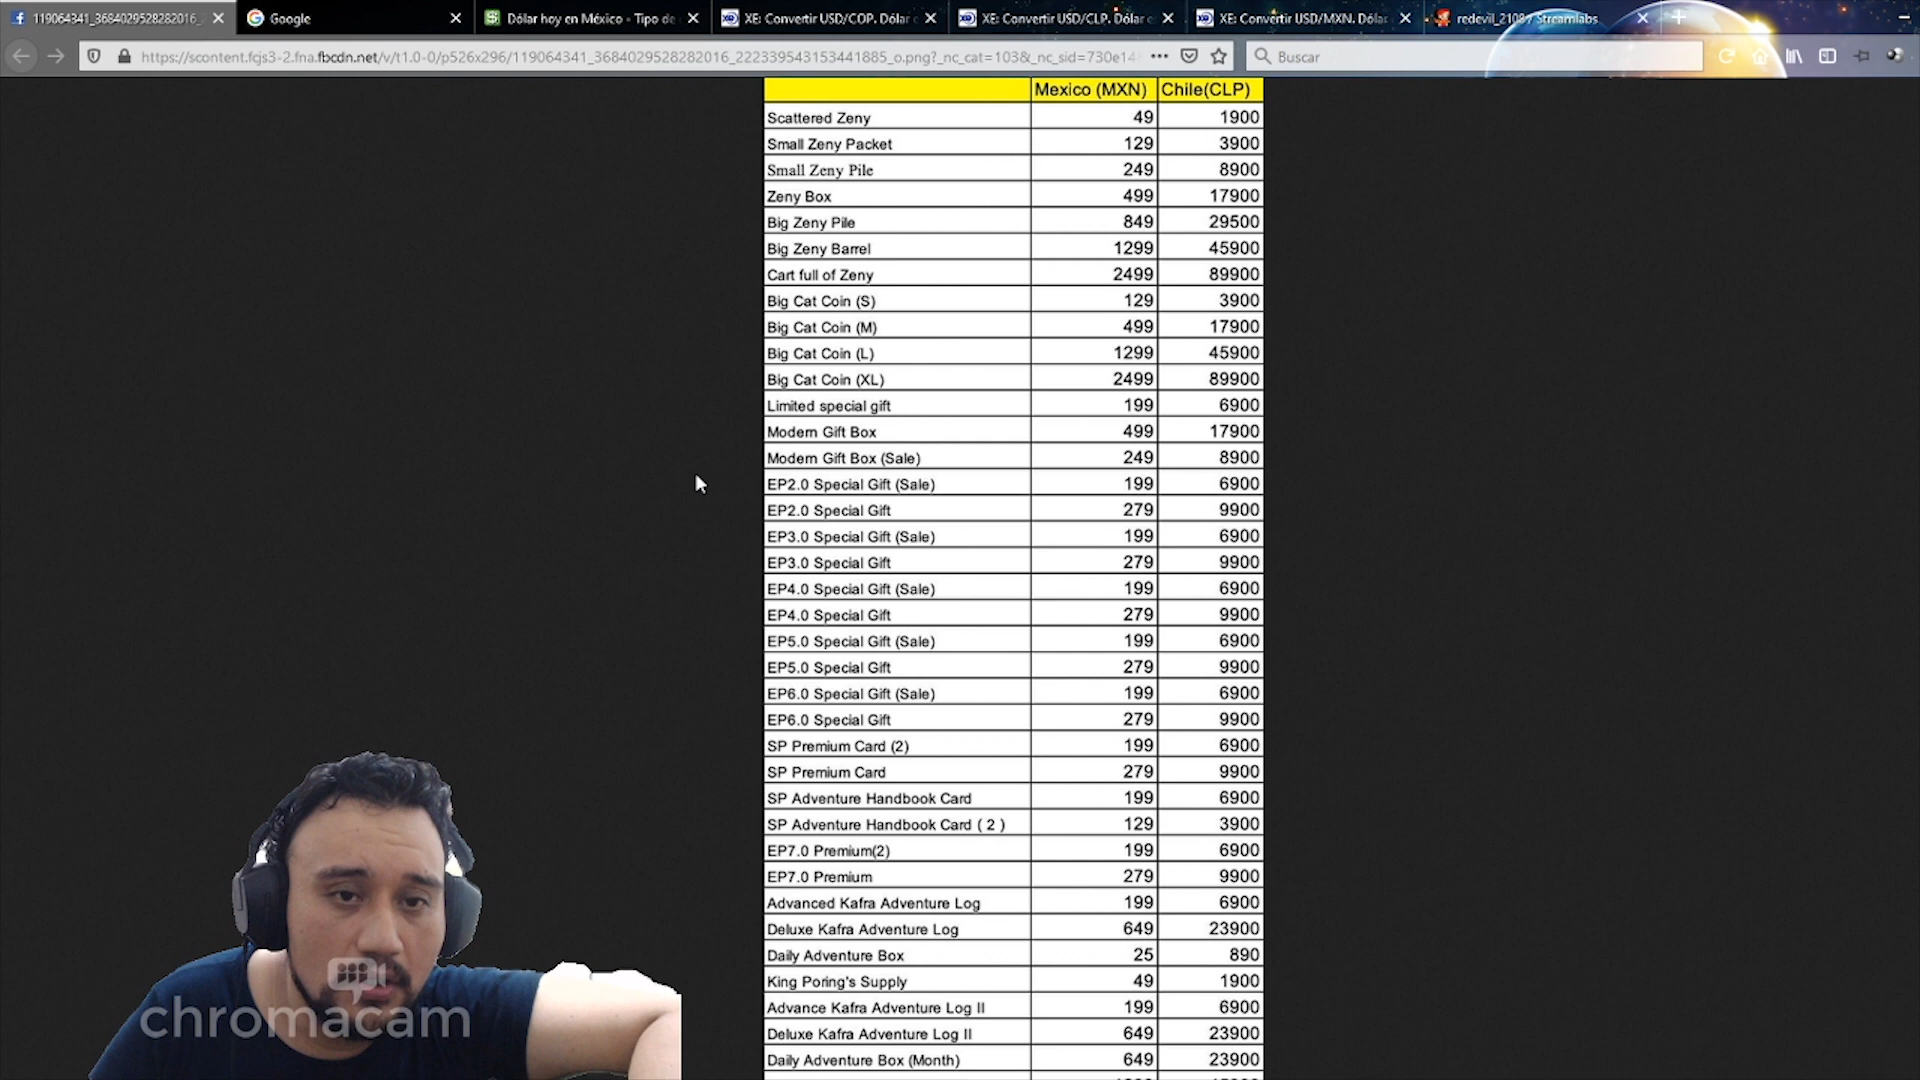 119064341_3684029528282016_
Google
Dólar hoy en México - Tipo de
XE: Convertir USD/COP. Dólar e
XE: Convertir USD/CLP. Dólar e
XE: Convertir USD/MXN. Dólar
redevil_2108 / Streamlabs
https://scontent.fcjs3-2.fna.fbcdn.net/v/t1.0-0/p526x296/119064341_3684029528282016_2223395431534418​85_o.png?_nc_cat=103&_nc_sid=730e14
Buscar
Mexico (MXN) Chile(CLP)
Scattered Zeny 49 1900
Small Zeny Packet 129 3900
Small Zeny Pile 249 8900
Zeny Box 499 17900
Big Zeny Pile 849 29500
Big Zeny Barrel 1299 45900
Cart full of Zeny 2499 89900
Big Cat Coin (S) 129 3900
Big Cat Coin (M) 499 17900
Big Cat Coin (L) 1299 45900
Big Cat Coin (XL) 2499 89900
Limited special gift 199 6900
Modern Gift Box 499 17900
Modern Gift Box (Sale) 249 8900
EP2.0 Special Gift (Sale) 199 6900
EP2.0 Special Gift 279 9900
EP3.0 Special Gift (Sale) 199 6900
EP3.0 Special Gift 279 9900
EP4.0 Special Gift (Sale) 199 6900
EP4.0 Special Gift 279 9900
EP5.0 Special Gift (Sale) 199 6900
EP5.0 Special Gift 279 9900
EP6.0 Special Gift (Sale) 199 6900
EP6.0 Special Gift 279 9900
SP Premium Card (2) 199 6900
SP Premium Card 279 9900
SP Adventure Handbook Card 199 6900
SP Adventure Handbook Card ( 2 ) 129 3900
EP7.0 Premium(2) 199 6900
EP7.0 Premium 279 9900
Advanced Kafra Adventure Log 199 6900
Deluxe Kafra Adventure Log 649 23900
Daily Adventure Box 25 890
King Poring's Supply 49 1900
Advance Kafra Adventure Log II 199 6900
Deluxe Kafra Adventure Log II 649 23900
Daily Adventure Box (Month) 649 23900
chromacam